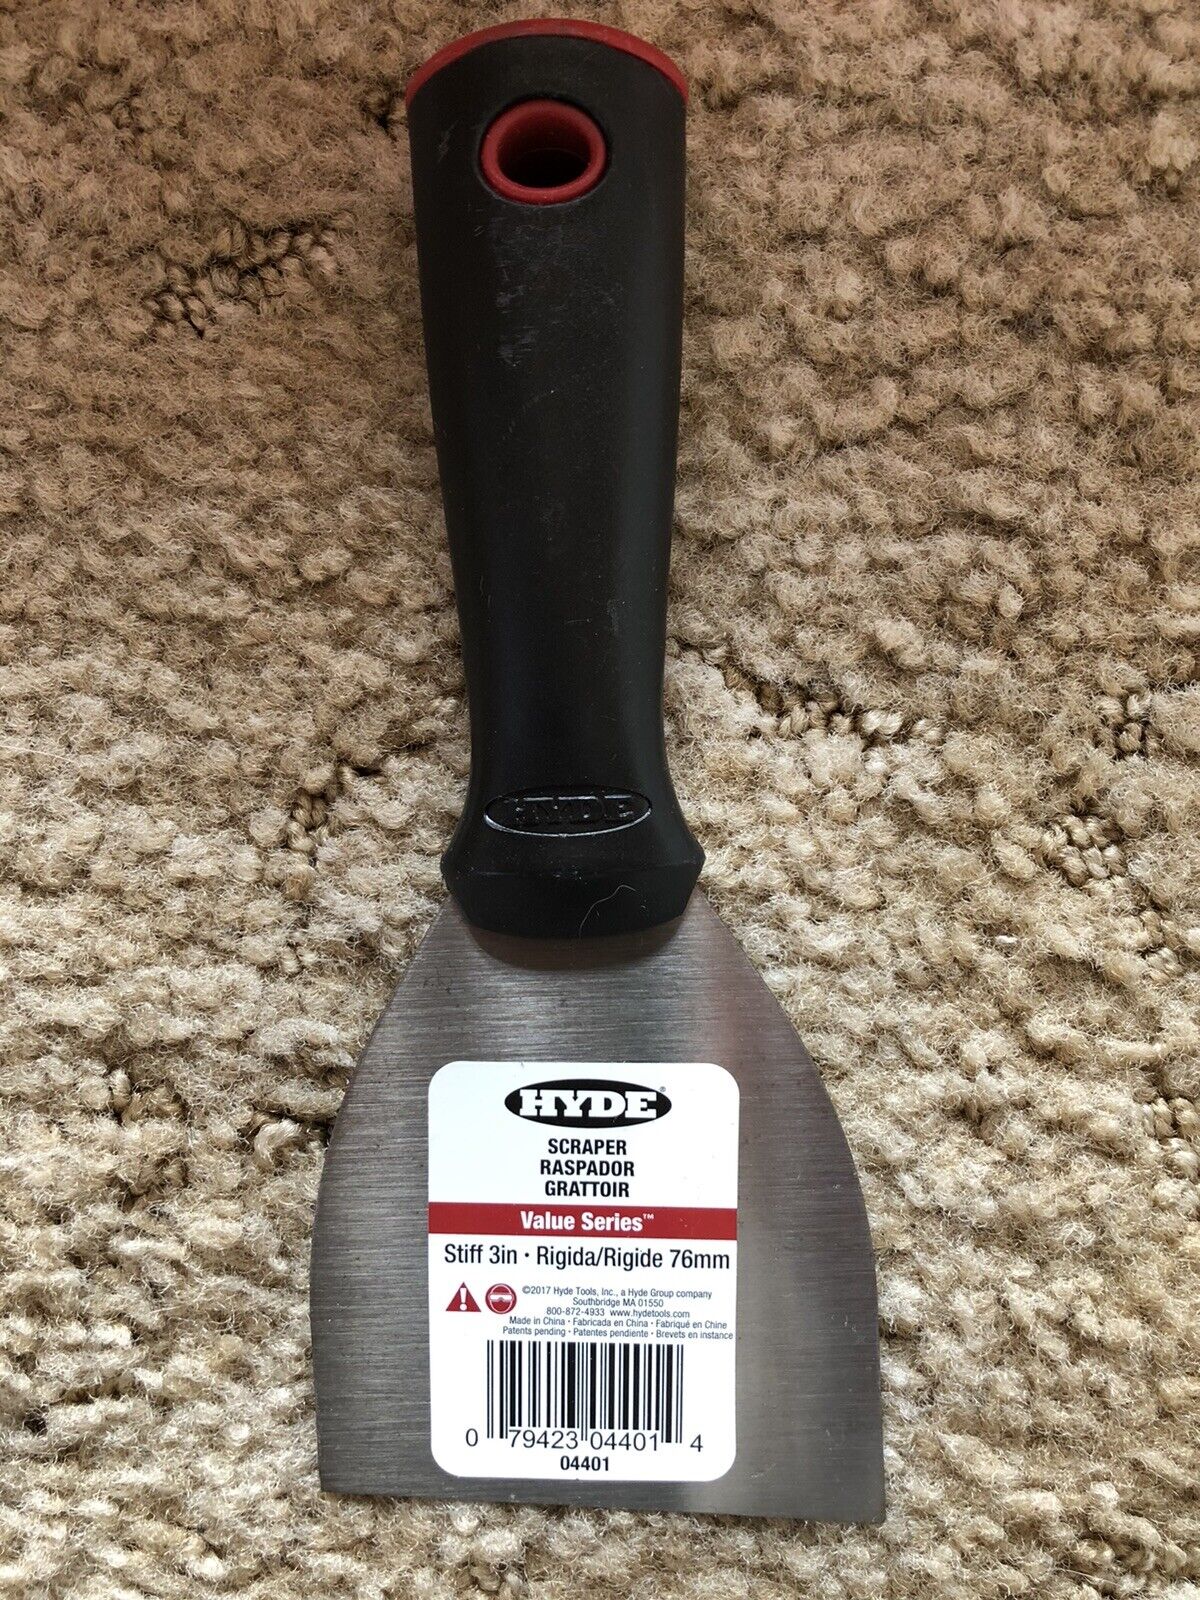 HYDE
HYDE®
SCRAPER
RASPADOR
GRATTOIR
Value Series™
Stiff 3in • Rigida/Rigide 76mm
©2017 Hyde Tools, Inc., a Hyde Group company
Southbridge MA 01550
800-872-4933 www.hydetools.com
Made in China • Fabricada en China • Fabriqué en Chine
Patents pending • Patentes pendiente • Brevets en instance
0 79423 04401 4
04401